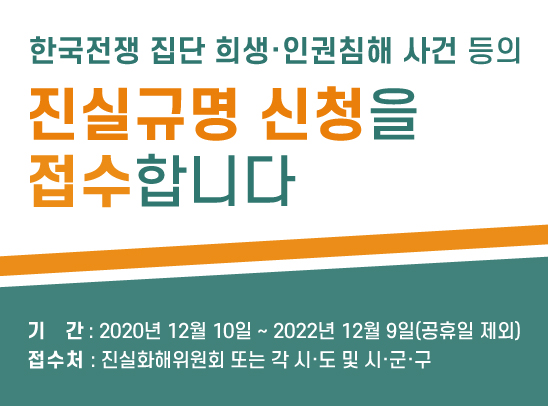 한국전쟁 집단 희생·인권침해 사건 등의
진실규명 신청을
접수합니다
기 간 : 2020년 12월 10일 ~ 2022년 12월 9일(공휴일 제외)
접수처 : 진실화해위원회 또는 각 시·도 및 시·군·구